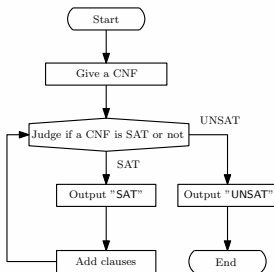 Start
Give a CNF
Judge if a CNF is SAT or not
UNSAT
SAT
Output "SAT"
Output "UNSAT"
Add clauses
End